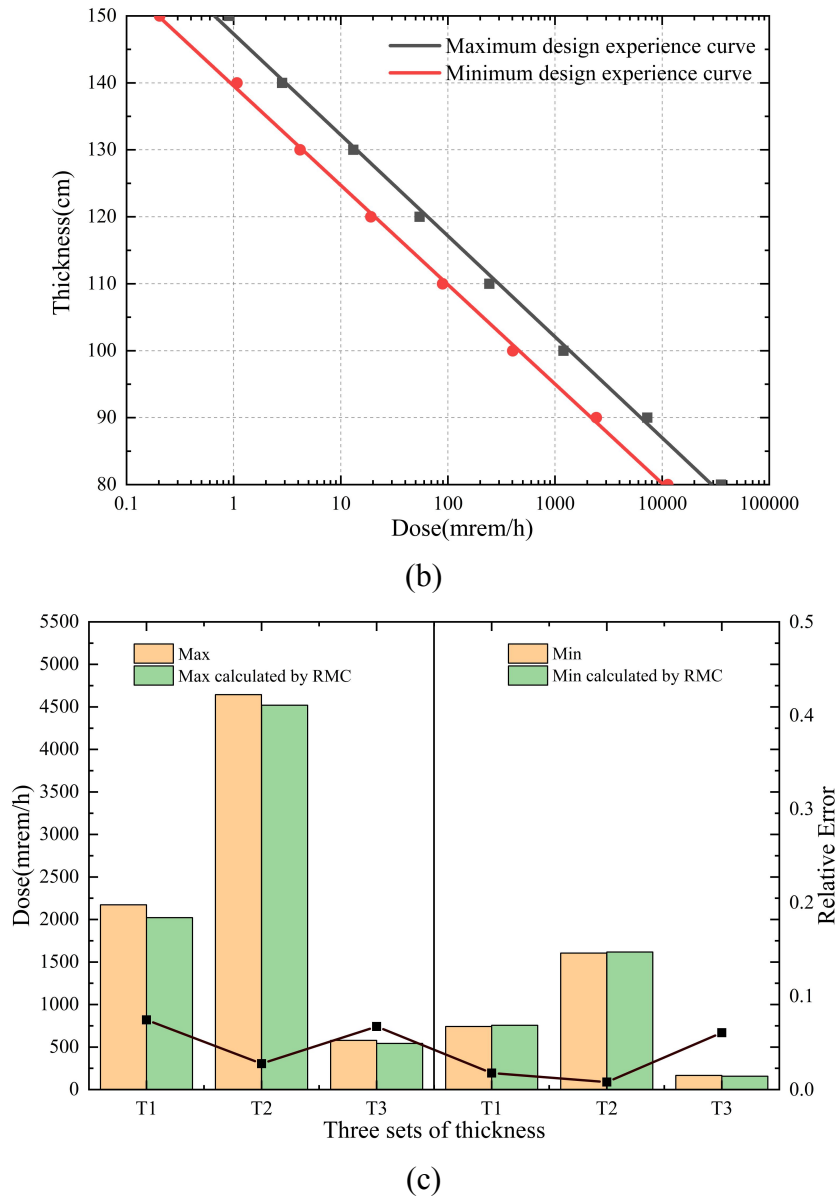 150
140
130
120
110
100
90
80
Thickness(cm)
Maximum design experience curve
Minimum design experience curve
0.1 1 10 100 1000 10000 100000
Dose(mrem/h)
(b)
5500
5000
4500
4000
3500
3000
2500
2000
1500
1000
500
0
Dose(mrem/h)
Max
Max calculated by RMC
Min
Min calculated by RMC
0.5
0.4
0.3
0.2
0.1
0.0
Relative Error
T1 T2 T3 T1 T2 T3
Three sets of thickness
(c)